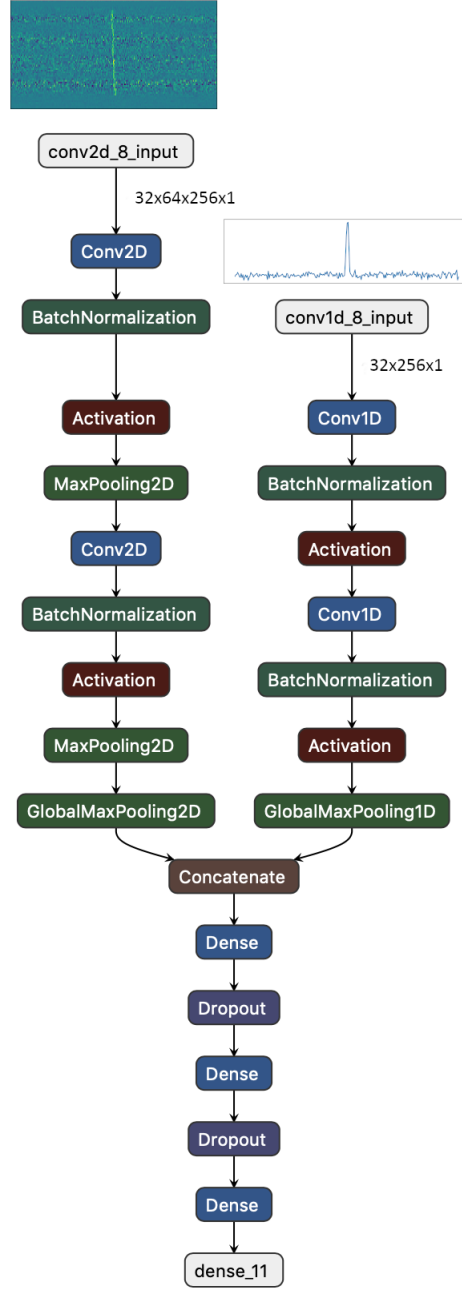 conv2d_8_input
32x64x256x1
Conv2D
BatchNormalization
Activation
MaxPooling2D
Conv2D
BatchNormalization
Activation
MaxPooling2D
GlobalMaxPooling2D
conv1d_8_input
32x256x1
Conv1D
BatchNormalization
Activation
Conv1D
BatchNormalization
Activation
GlobalMaxPooling1D
Concatenate
Dense
Dropout
Dense
Dropout
Dense
dense_11